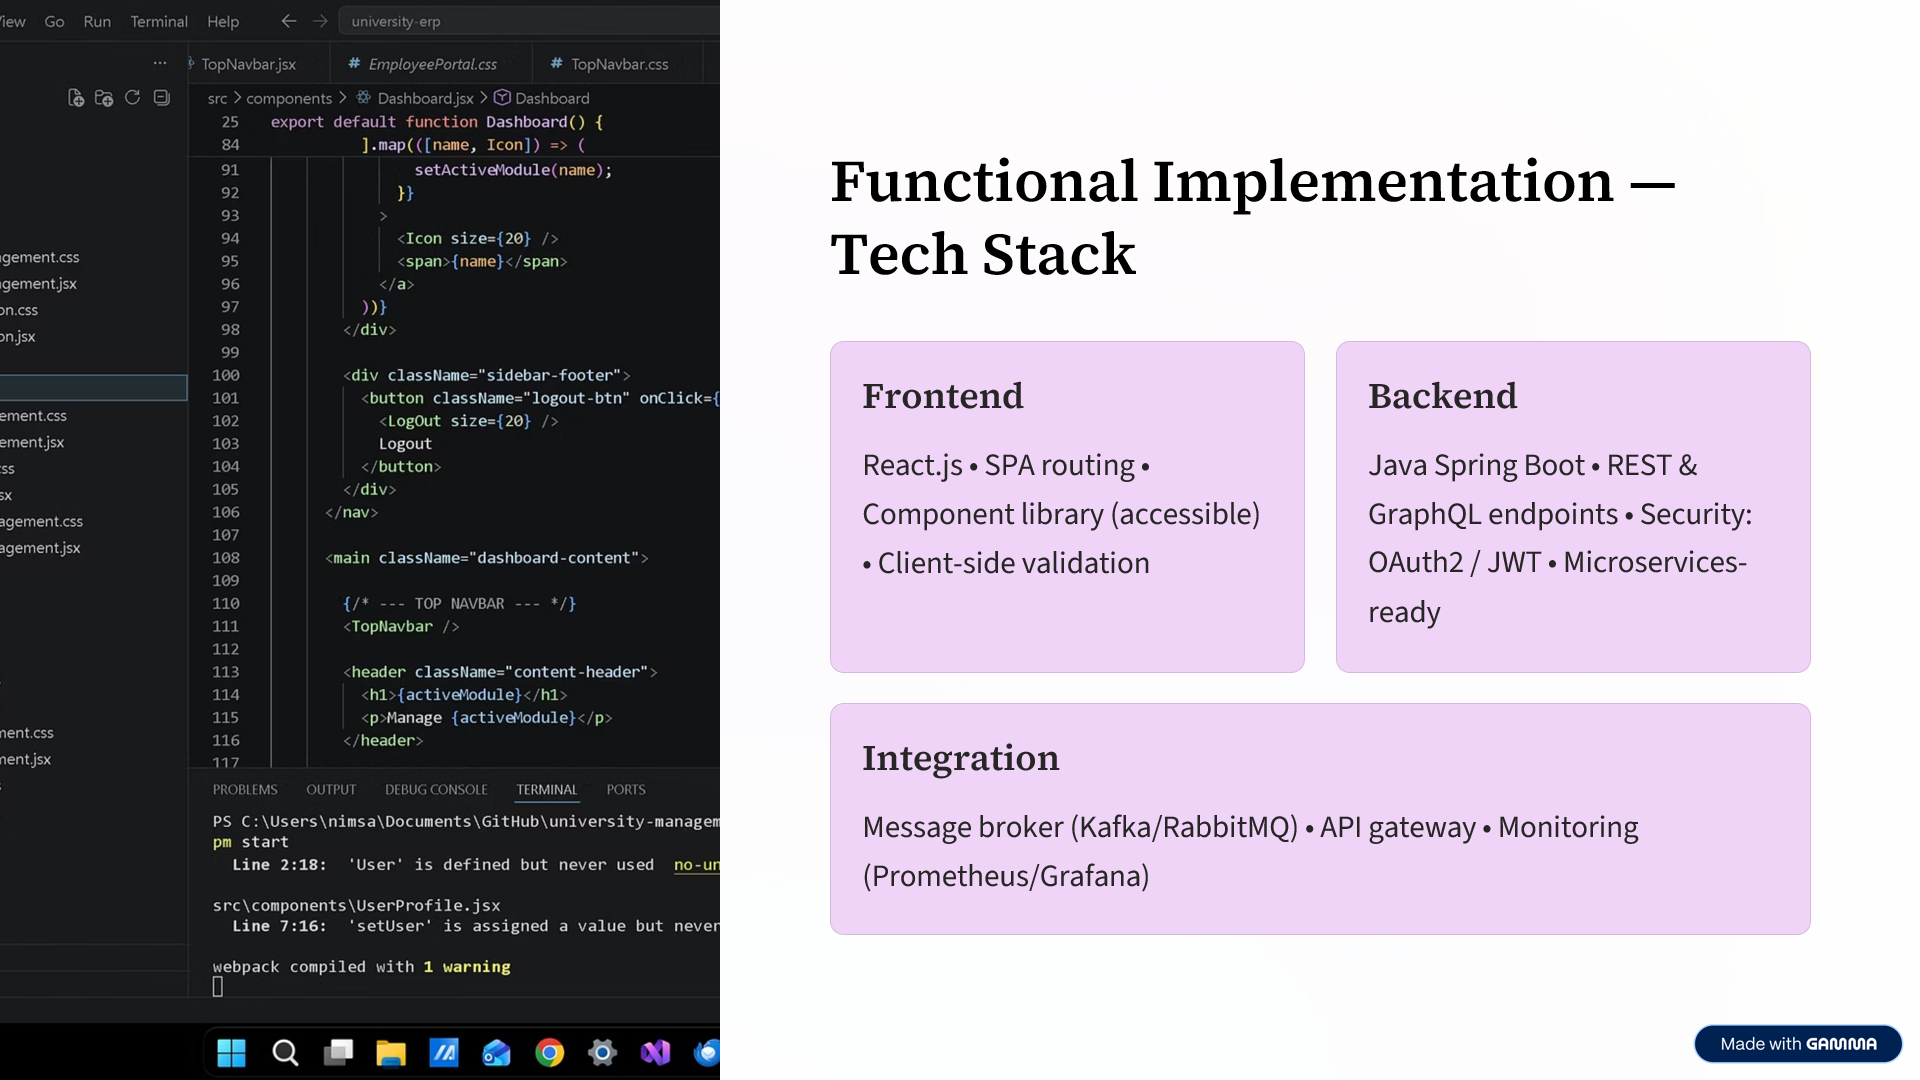 View Go Run Terminal Help university-erp
TopNavbar.jsx # EmployeePortal.css # TopNavbar.css
src > components > Dashboard.jsx > Dashboard
25 export default function Dashboard() {
84 ].map(([name, Icon]) => (
91 setActiveModule(name);
92 }}
93 >
94 <Icon size={20} />
95 <span>{name}</span>
96 </a>
97 ))}
98 </div>
99
100 <div className="sidebar-footer">
101 <button className="logout-btn" onClick={
102 <LogOut size={20} />
103 Logout
104 </button>
105 </div>
106 </nav>
107
108 <main className="dashboard-content">
109
110 {/* --- TOP NAVBAR --- */}
111 <TopNavbar />
112
113 <header className="content-header">
114 <h1>{activeModule}</h1>
115 <p>Manage {activeModule}</p>
116 </header>
117
gement.css
gement.jsx
on.css
on.jsx
ement.css
ement.jsx
ss
sx
agement.css
agement.jsx
ment.css
ment.jsx
PROBLEMS OUTPUT DEBUG CONSOLE TERMINAL PORTS
PS C:\Users\nimsa\Documents\GitHub\university-managem
pm start
Line 2:18: 'User' is defined but never used no-un
src\components\UserProfile.jsx
Line 7:16: 'setUser' is assigned a value but never
webpack compiled with 1 warning
Functional Implementation —
Tech Stack
Frontend
React.js • SPA routing •
Component library (accessible)
• Client-side validation
Backend
Java Spring Boot • REST &
GraphQL endpoints • Security:
OAuth2 / JWT • Microservices-
ready
Integration
Message broker (Kafka/RabbitMQ) • API gateway • Monitoring
(Prometheus/Grafana)
Made with GAMMA